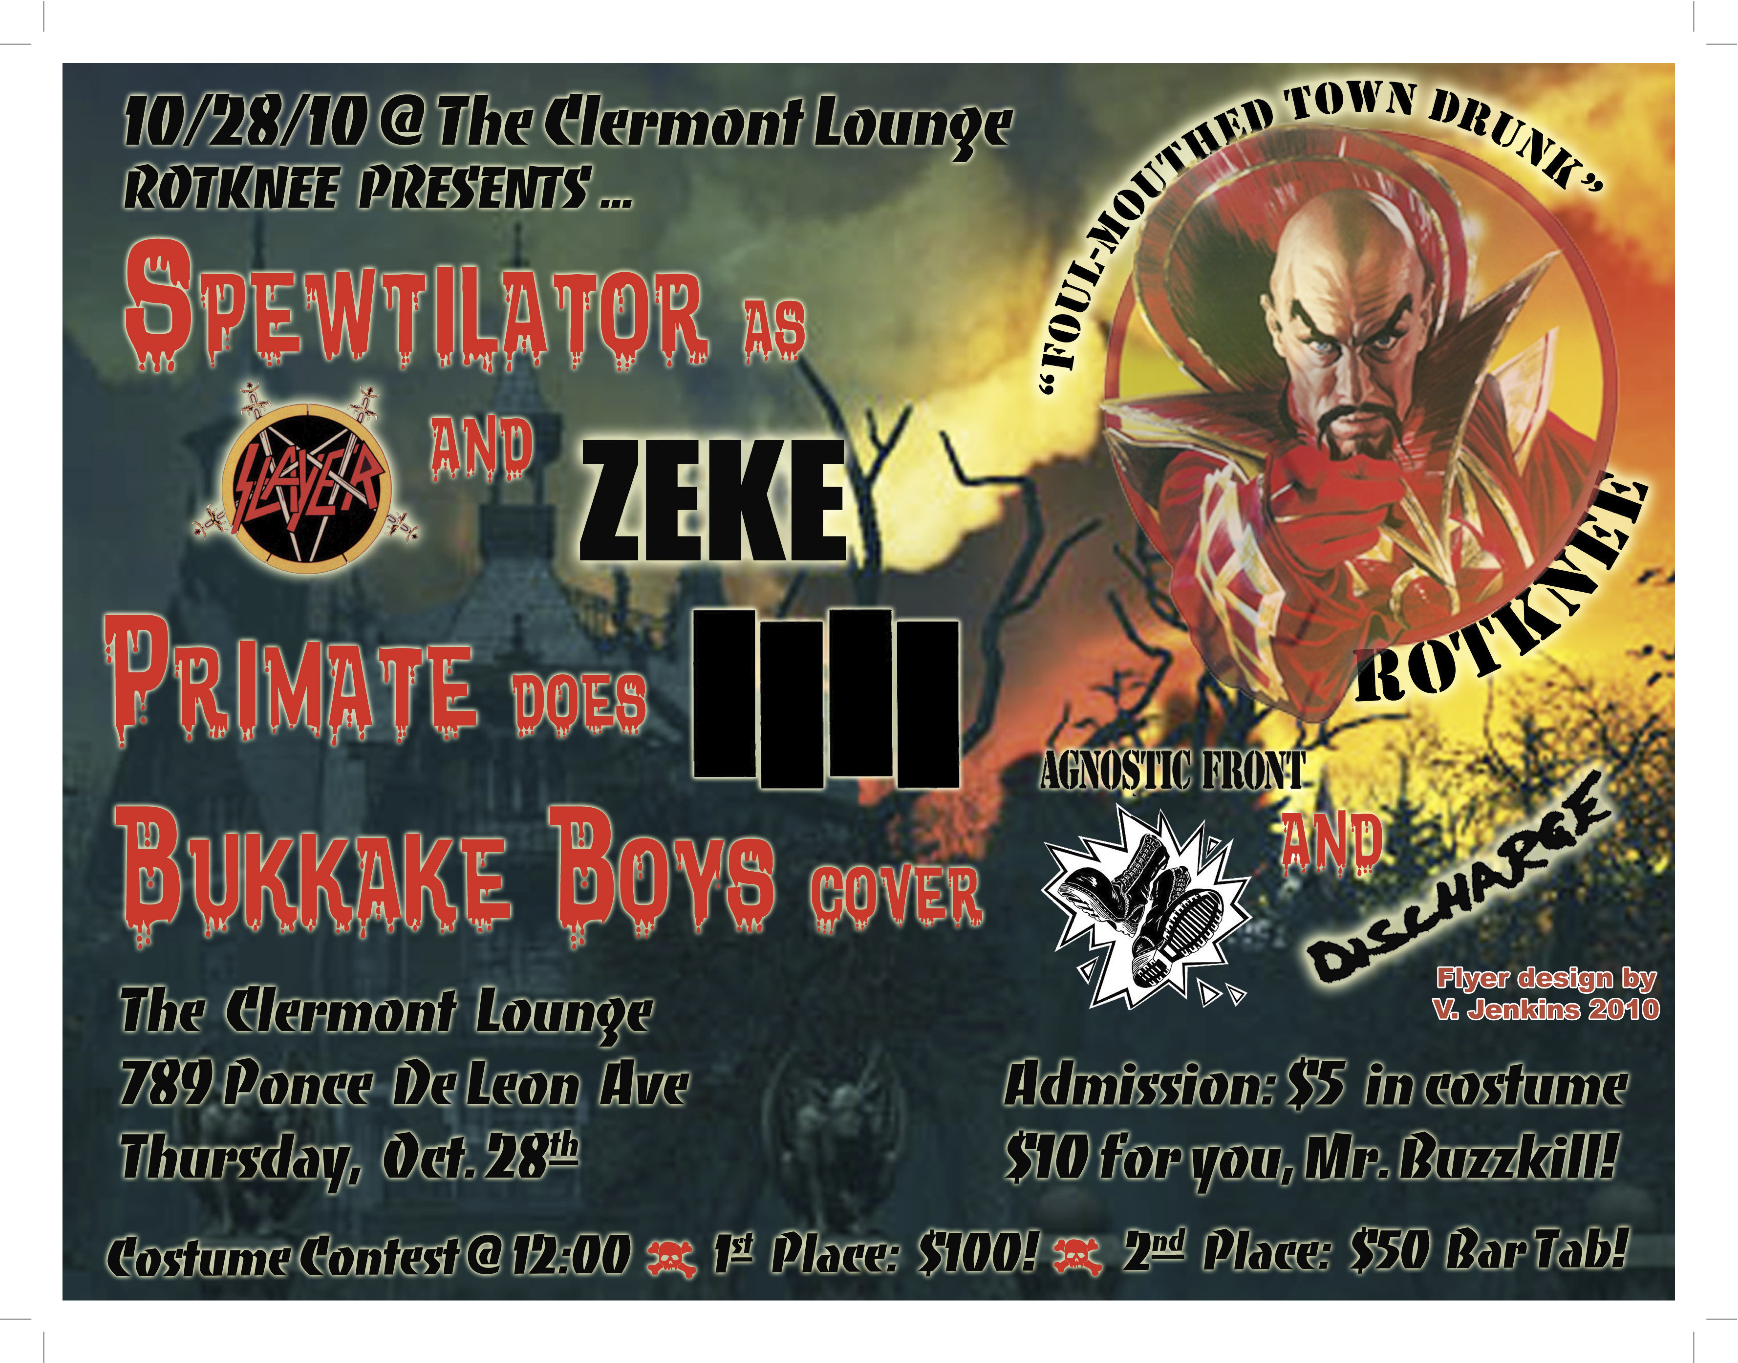 10/28/10 @ The Clermont Lounge
ROTKNEE PRESENTS...
"FOUL-MOUTHED TOWN DRUNK"
ROTKNEE
SPEWTILATOR AS
SLAYER AND ZEKE
PRIMATE DOES
BUKKAKE BOYS COVER
AGNOSTIC FRONT
AND
DISCHARGE
Flyer design by
V. Jenkins 2010
The Clermont Lounge
789 Ponce De Leon Ave
Thursday, Oct. 28th
Admission: $5 in costume
$10 for you, Mr. Buzzkill!
Costume Contest @ 12:00 1st Place: $100! 2nd Place: $50 Bar Tab!